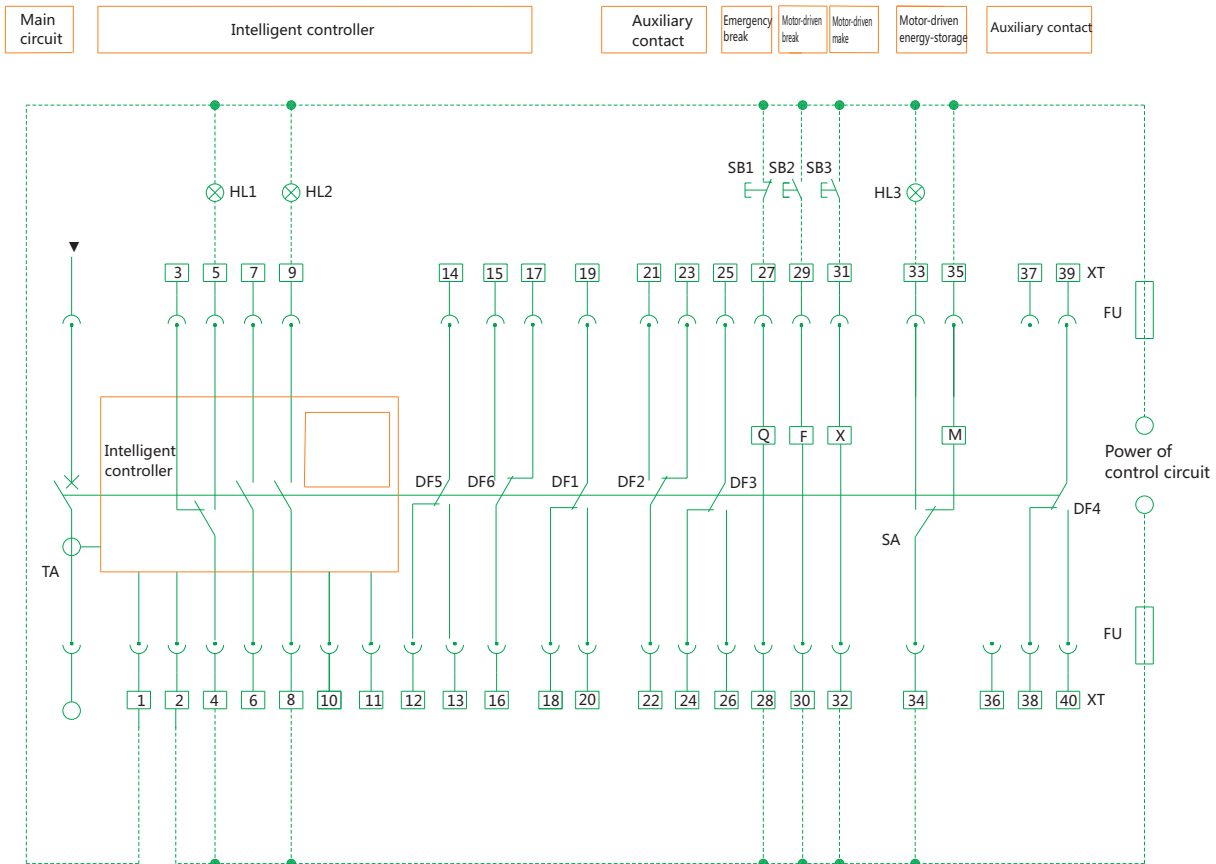 Main
circuit
Intelligent controller
Auxiliary
contact
Emergency
break
Motor-driven
break
Motor-driven
make
Motor-driven
energy-storage
Auxiliary contact
SB1 SB2 SB3
HL1 HL2 HL3
3 5 7 9 14 15 17 19 21 23 25 27 29 31 33 35 37 39 XT
FU
Intelligent
controller
Q F X M
Power of
control circuit
DF5 DF6 DF1 DF2 DF3
DF4
SA
TA
FU
1 2 4 6 8 10 11 12 13 16 18 20 22 24 26 28 30 32 34 36 38 40 XT